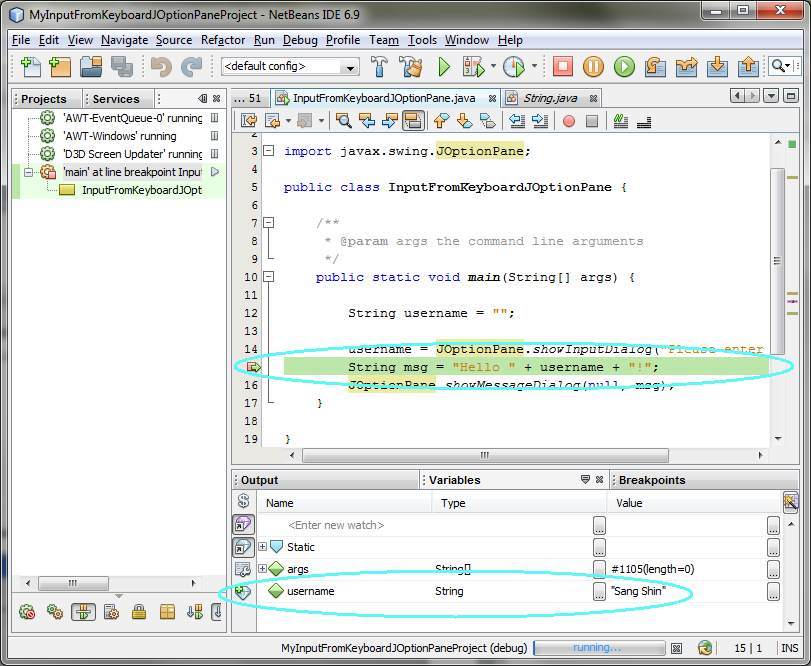 MyInputFromKeyboardJOptionPaneProject - NetBeans IDE 6.9
File Edit View Navigate Source Refactor Run Debug Profile Team Tools Window Help
<default config>
Projects Services
... 51 InputFromKeyboardJOptionPane.java String.java
'AWT-EventQueue-0' running
'AWT-Windows' running
'D3D Screen Updater' running
'main' at line breakpoint Input
InputFromKeyboardJOpti
2
3 import javax.swing.JOptionPane;
4
5 public class InputFromKeyboardJOptionPane {
6
7 /**
8 * @param args the command line arguments
9 */
10 public static void main(String[] args) {
11
12 String username = "";
13
14 username = JOptionPane.showInputDialog("Please enter
String msg = "Hello " + username + "!";
16 JOptionPane.showMessageDialog(null, msg);
17 }
18
19 }
Output Variables Breakpoints
Name Type Value
<Enter new watch>
... ...
Static
... ...
args String[] ... #1105(length=0) ...
username String ... "Sang Shin" ...
MyInputFromKeyboardJOptionPaneProject (debug) running... 15 | 1 INS